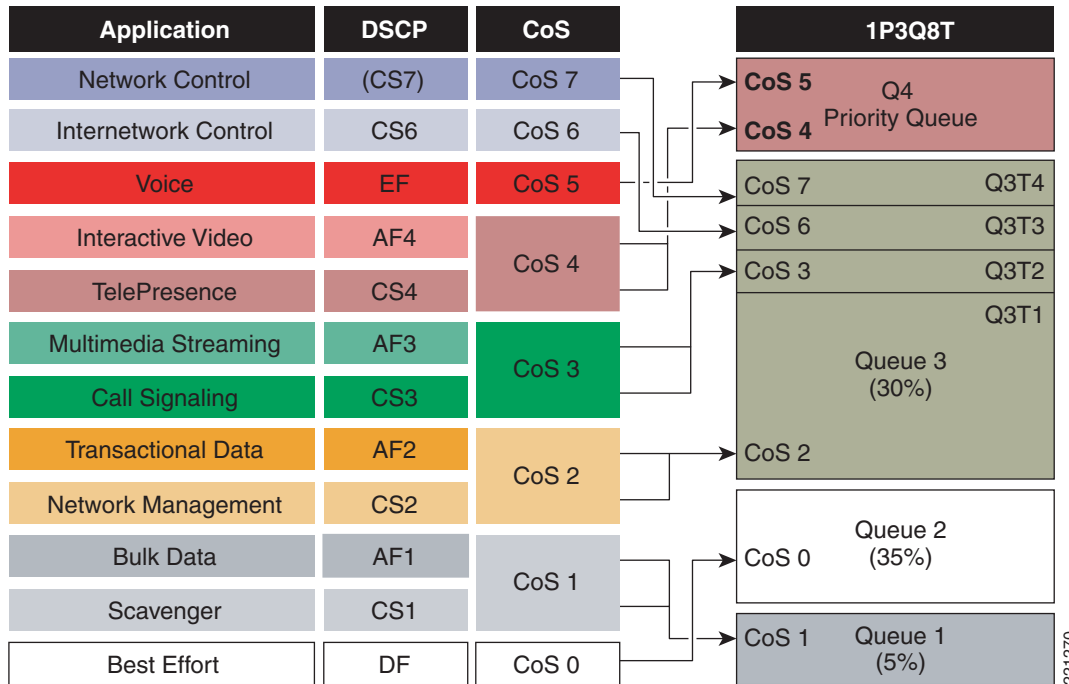 Application DSCP CoS 1P3Q8T
Network Control (CS7) CoS 7
Internetwork Control CS6 CoS 6
Voice EF CoS 5
Interactive Video AF4
CoS 4
TelePresence CS4
Multimedia Streaming AF3
CoS 3
Call Signaling CS3
Transactional Data AF2
CoS 2
Network Management CS2
Bulk Data AF1
CoS 1
Scavenger CS1
Best Effort DF CoS 0
CoS 5
Q4
Priority Queue
CoS 4
CoS 7 Q3T4
CoS 6 Q3T3
CoS 3 Q3T2
Q3T1
Queue 3
(30%)
CoS 2
Queue 2
(35%)
CoS 0
CoS 1
Queue 1
(5%)